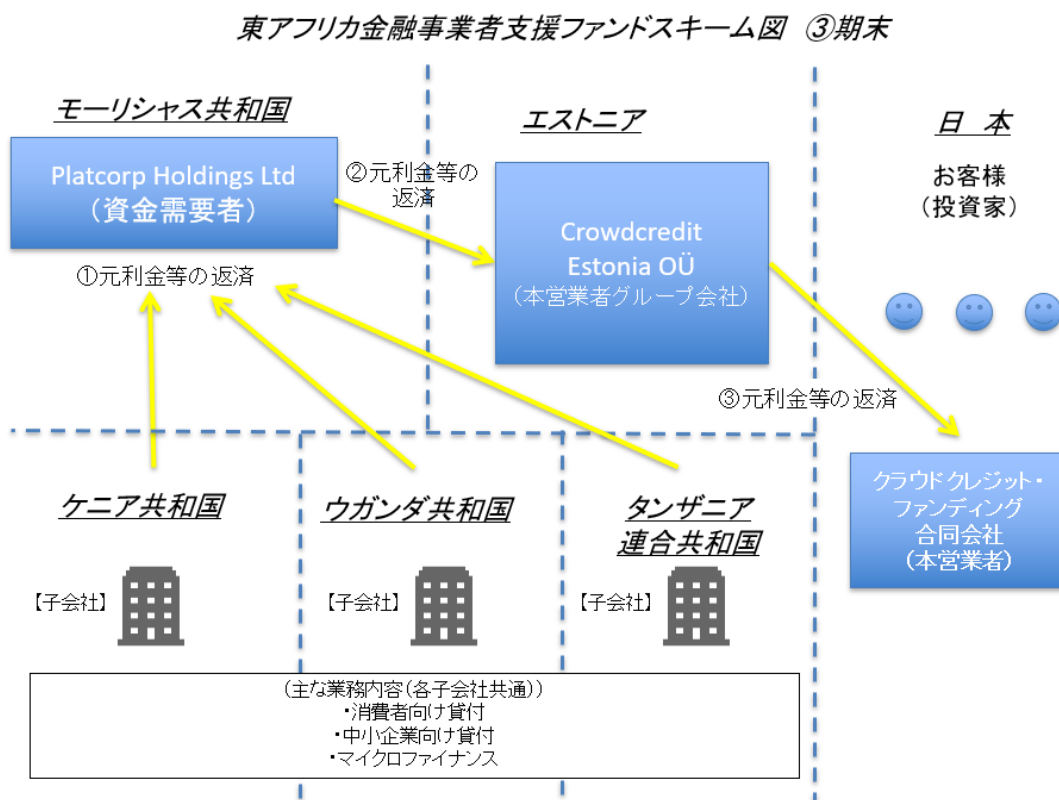 東アフリカ金融事業者支援ファンドスキーム図 ③期末
モーリシャス共和国
Platcorp Holdings Ltd
（資金需要者）
②元利金等の
返済
①元利金等の返済
エストニア
Crowdcredit
Estonia OÜ
（本営業者グループ会社）
日 本
お客様
（投資家）
③元利金等の返済
クラウドクレジット・
ファンディング
合同会社
（本営業者）
ケニア共和国
【子会社】
ウガンダ共和国
【子会社】
タンザニア
連合共和国
【子会社】
（主な業務内容（各子会社共通））
・消費者向け貸付
・中小企業向け貸付
・マイクロファイナンス